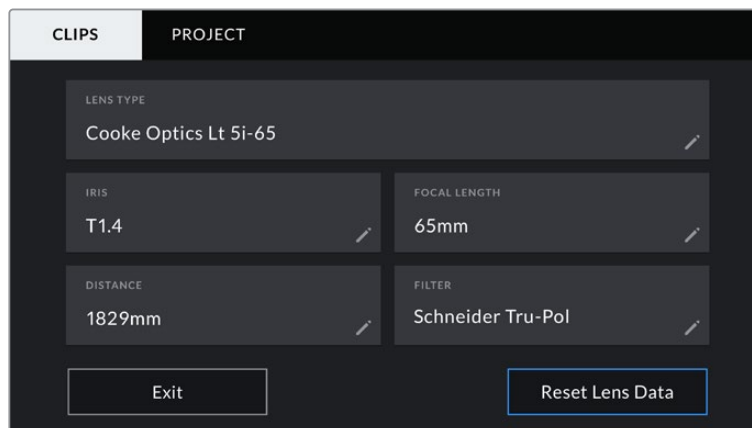 CLIPS PROJECT
LENS TYPE
Cooke Optics Lt 5i-65
IRIS FOCAL LENGTH
T1.4 65mm
DISTANCE FILTER
1829mm Schneider Tru-Pol
Exit Reset Lens Data